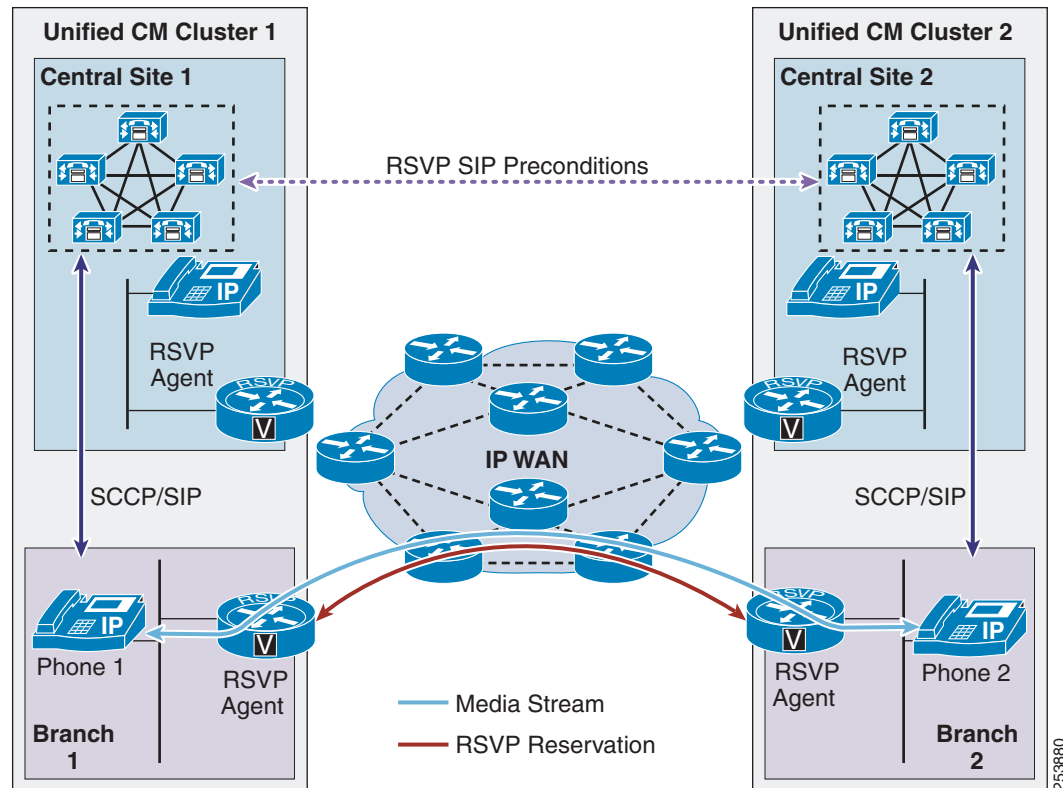 Unified CM Cluster 1
Central Site 1
IP
RSVP
Agent
RSVP
V
SCCP/SIP
IP
Phone 1
RSVP
V
RSVP
Agent
Branch
1
RSVP SIP Preconditions
IP WAN
Media Stream
RSVP Reservation
Unified CM Cluster 2
Central Site 2
IP
RSVP
Agent
RSVP
V
SCCP/SIP
RSVP
V
RSVP
Agent
IP
Phone 2
Branch
2
253880